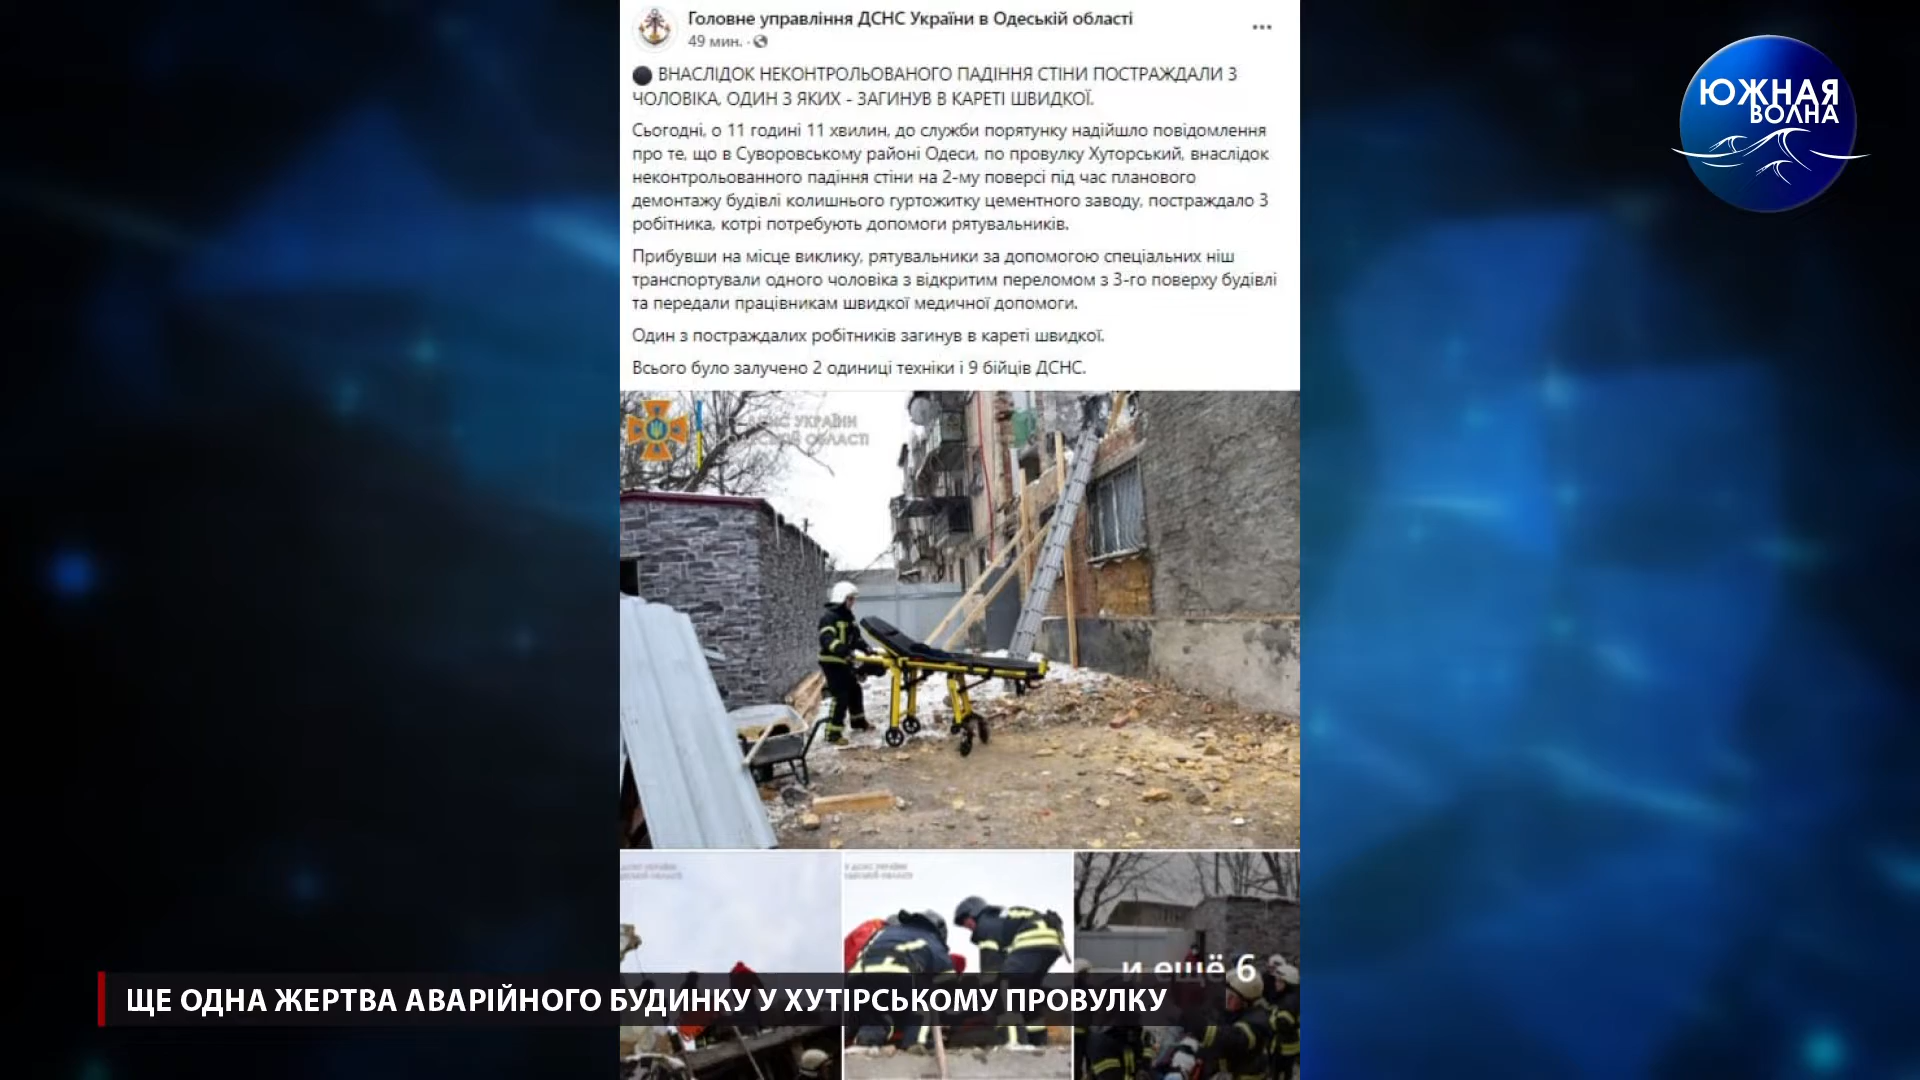 Головне управління ДСНС України в Одеській області
49 мин. ·
ВНАСЛІДОК НЕКОНТРОЛЬОВАНОГО ПАДІННЯ СТІНИ ПОСТРАЖДАЛИ 3
ЧОЛОВІКА, ОДИН З ЯКИХ - ЗАГИНУВ В КАРЕТІ ШВИДКОЇ.
Сьогодні, о 11 годині 11 хвилин, до служби порятунку надійшло повідомлення
про те, що в Суворовському районі Одеси, по провулку Хуторський, внаслідок
неконтрольованного падіння стіни на 2-му поверсі під час планового
демонтажу будівлі колишнього гуртожитку цементного заводу, постраждало 3
робітника, котрі потребують допомоги рятувальників.
Прибувши на місце виклику, рятувальники за допомогою спеціальних ніш
транспортували одного чоловіка з відкритим переломом з 3-го поверху будівлі
та передали працівникам швидкої медичної допомоги.
Один з постраждалих робітників загинув в кареті швидкої.
Всього було залучено 2 одиниці техніки і 9 бійців ДСНС.
ЮЖНАЯ
ВОЛНА
ДСНС УКРАЇНИ
ОДЕСЬКІЙ ОБЛАСТІ
и ещё 6
ЩЕ ОДНА ЖЕРТВА АВАРІЙНОГО БУДИНКУ У ХУТІРСЬКОМУ ПРОВУЛКУ